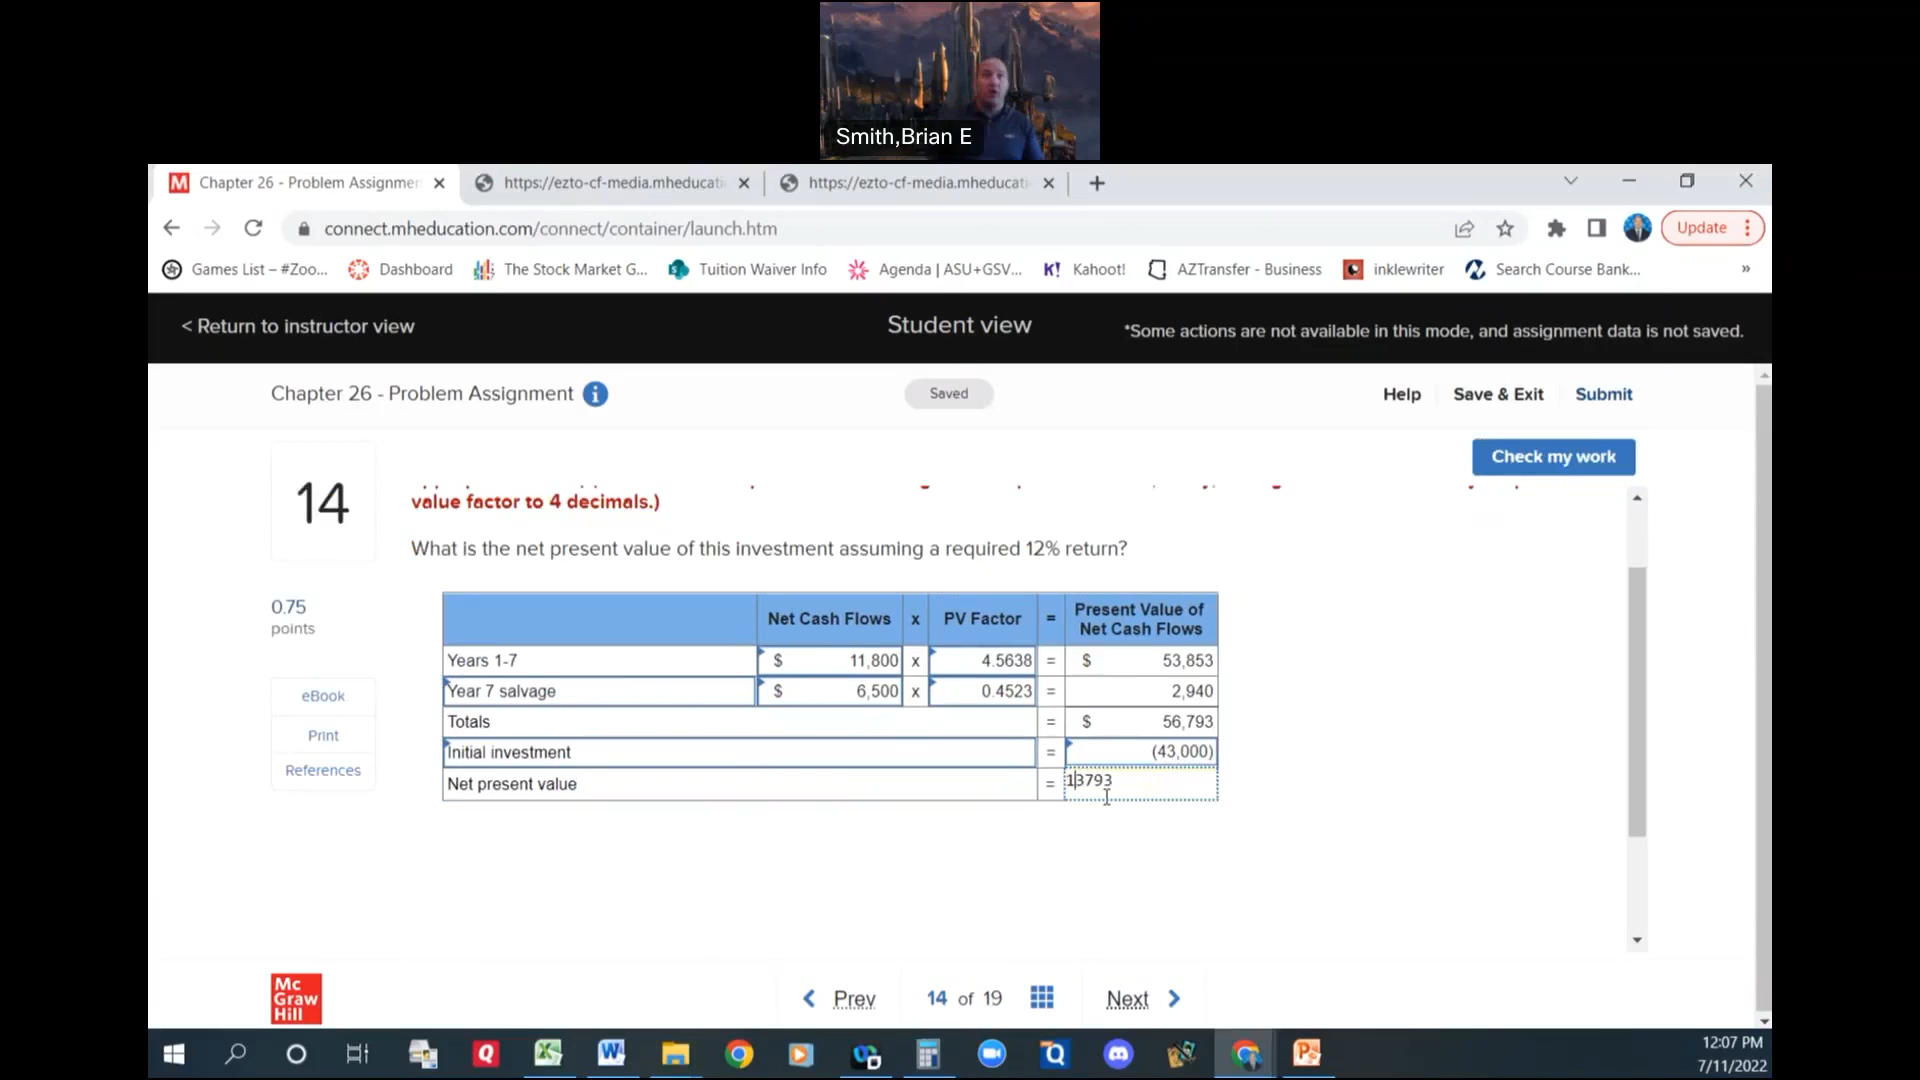 Smith,Brian E
Chapter 26 - Problem Assignmen
https://ezto-cf-media.mheducati
https://ezto-cf-media.mheducati
connect.mheducation.com/connect/container/launch.htm
Update
Games List – #Zoo...
Dashboard
The Stock Market G...
Tuition Waiver Info
Agenda | ASU+GSV...
K! Kahoot!
AZTransfer - Business
inklewriter
Search Course Bank...
»
< Return to instructor view
Student view
*Some actions are not available in this mode, and assignment data is not saved.
Chapter 26 - Problem Assignment
Saved
Help
Save & Exit
Submit
Check my work
14
value factor to 4 decimals.)
What is the net present value of this investment assuming a required 12% return?
0.75
points
eBook
Print
References
Net Cash Flows x PV Factor = Present Value of
Net Cash Flows
Years 1-7 $ 11,800 x 4.5638 = $ 53,853
Year 7 salvage $ 6,500 x 0.4523 = 2,940
Totals = $ 56,793
Initial investment = (43,000)
Net present value = 13793
Mc
Graw
Hill
Prev
14 of 19
Next
12:07 PM
7/11/2022